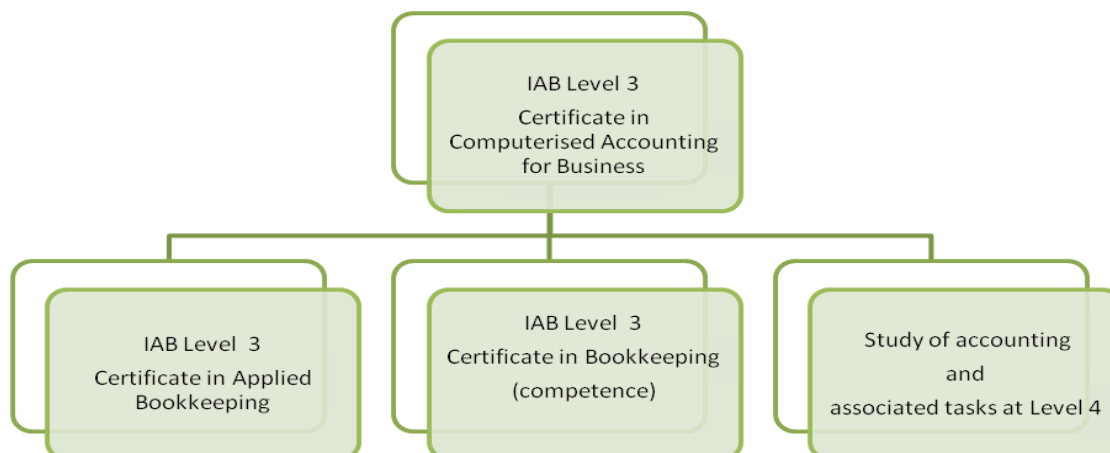 IAB Level 3
Certificate in
Computerised Accounting
for Business
IAB Level 3
Certificate in Applied
Bookkeeping
IAB Level 3
Certificate in Bookkeeping
(competence)
Study of accounting
and
associated tasks at Level 4